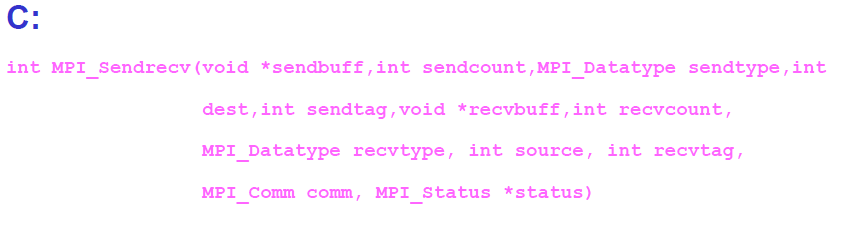 C:
int MPI_Sendrecv(void *sendbuff,int sendcount,MPI_Datatype sendtype,int
dest,int sendtag,void *recvbuff,int recvcount,
MPI_Datatype recvtype, int source, int recvtag,
MPI_Comm comm, MPI_Status *status)